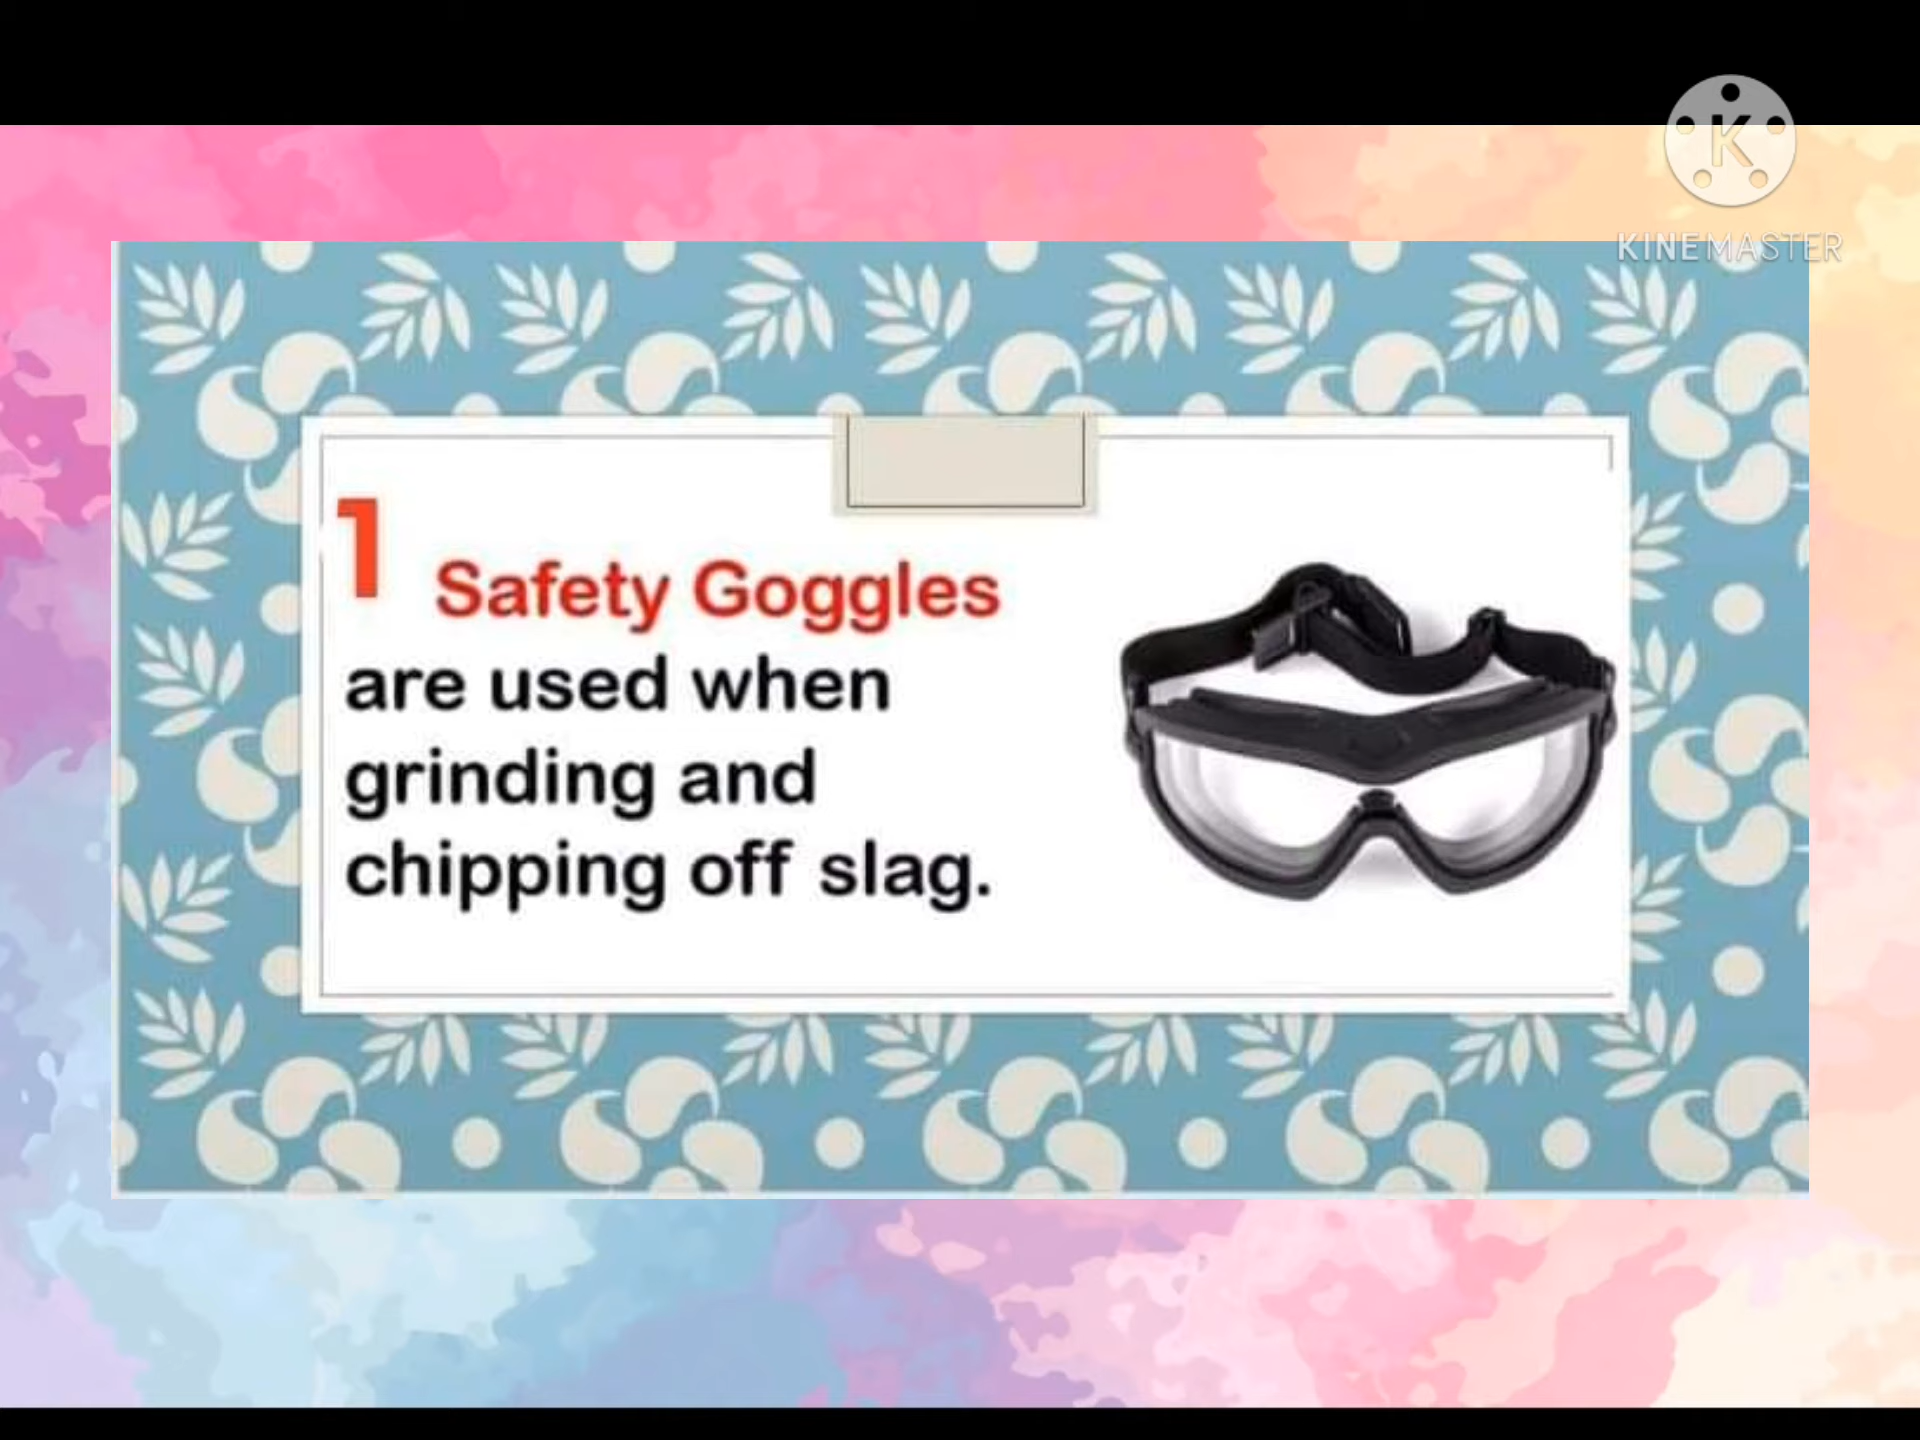 K
KINEMASTER
1
Safety Goggles
are used when
grinding and
chipping off slag.